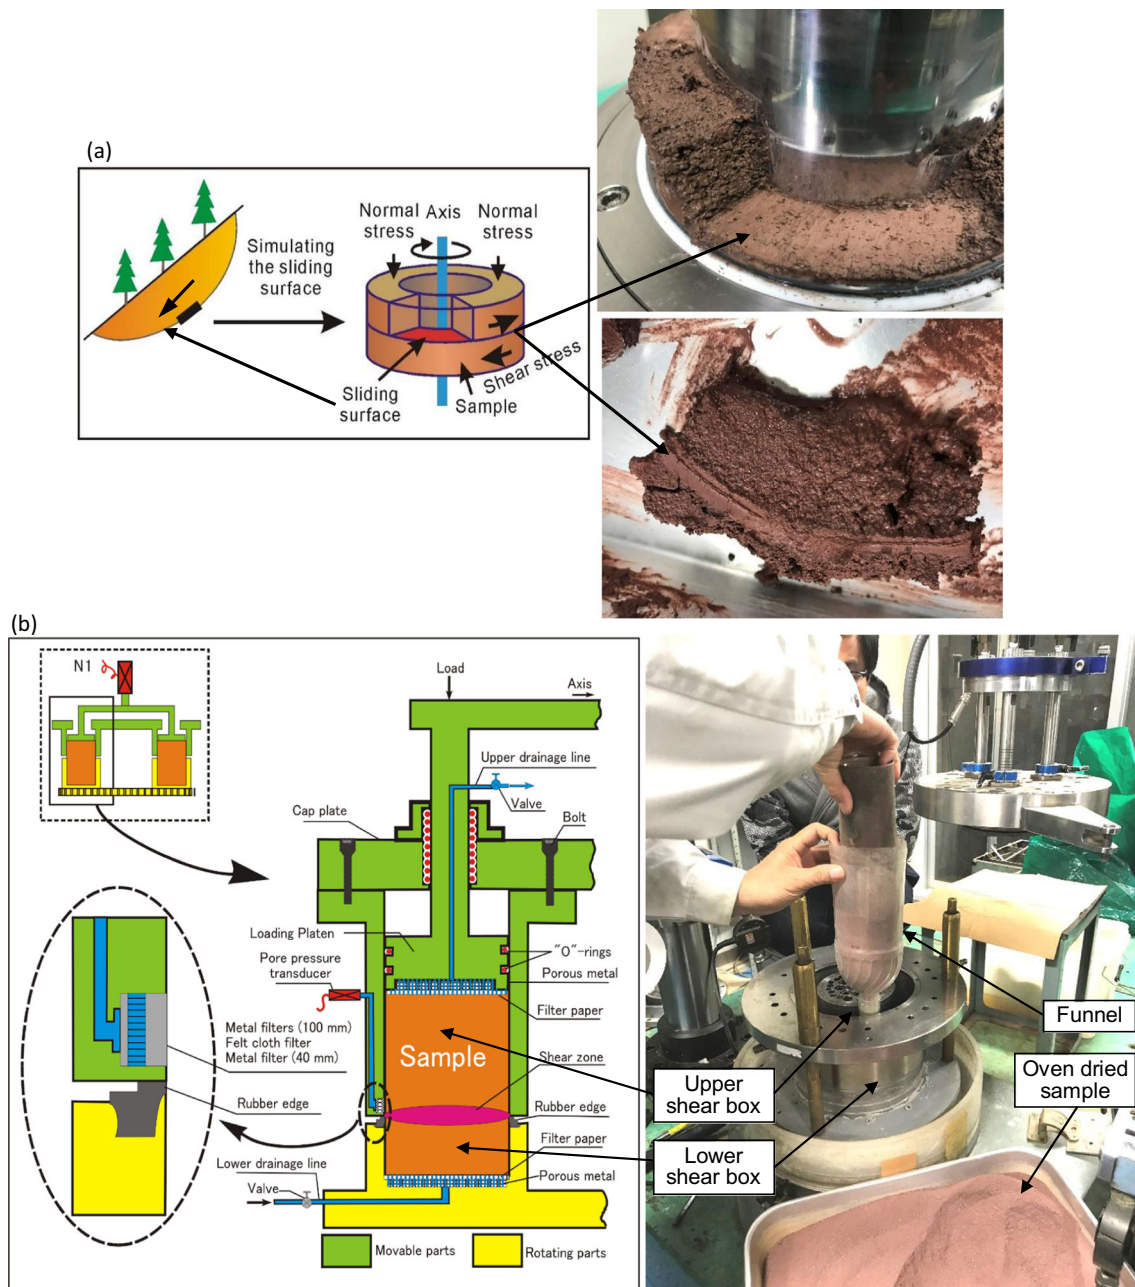 (a)
Normal
stress
Axis
Normal
stress
Simulating
the sliding
surface
Shear stress
Sliding
surface
Sample
(b)
N1
Load
Axis
Upper drainage line
Valve
Cap plate
Bolt
Loading Platen
"O"-rings
Pore pressure
transducer
Porous metal
Filter paper
Metal filters (100 mm)
Felt cloth filter
Metal filter (40 mm)
Sample
Shear zone
Rubber edge
Rubber edge
Filter paper
Lower drainage line
Valve
Porous metal
Movable parts
Rotating parts
Funnel
Oven dried
sample
Upper
shear box
Lower
shear box